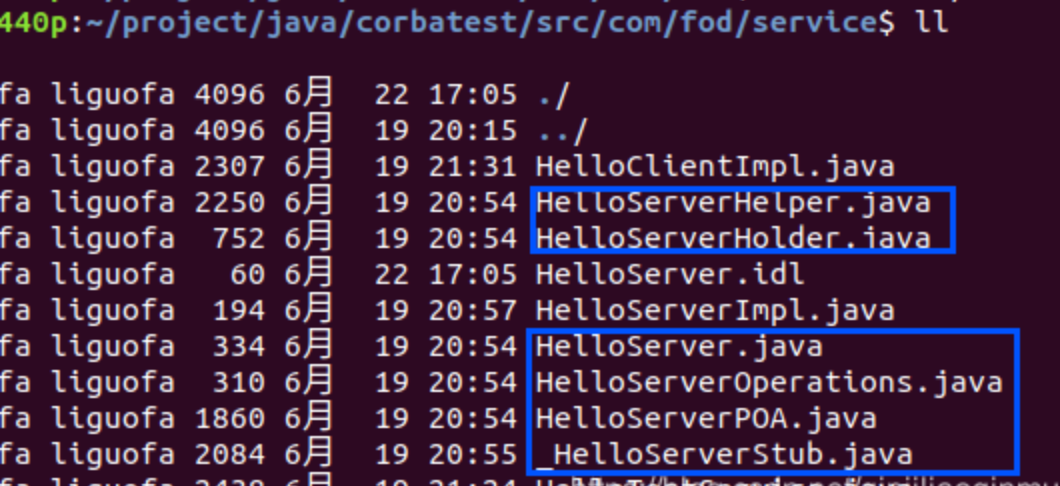 440p:~/project/java/corbatest/src/com/fod/service$ ll
fa liguofa 4096 6月 22 17:05 ./
fa liguofa 4096 6月 19 20:15 ../
fa liguofa 2307 6月 19 21:31 HelloClientImpl.java
fa liguofa 2250 6月 19 20:54 HelloServerHelper.java
fa liguofa 752 6月 19 20:54 HelloServerHolder.java
fa liguofa 60 6月 22 17:05 HelloServer.idl
fa liguofa 194 6月 19 20:57 HelloServerImpl.java
fa liguofa 334 6月 19 20:54 HelloServer.java
fa liguofa 310 6月 19 20:54 HelloServerOperations.java
fa liguofa 1860 6月 19 20:54 HelloServerPOA.java
fa liguofa 2084 6月 19 20:55 _HelloServerStub.java